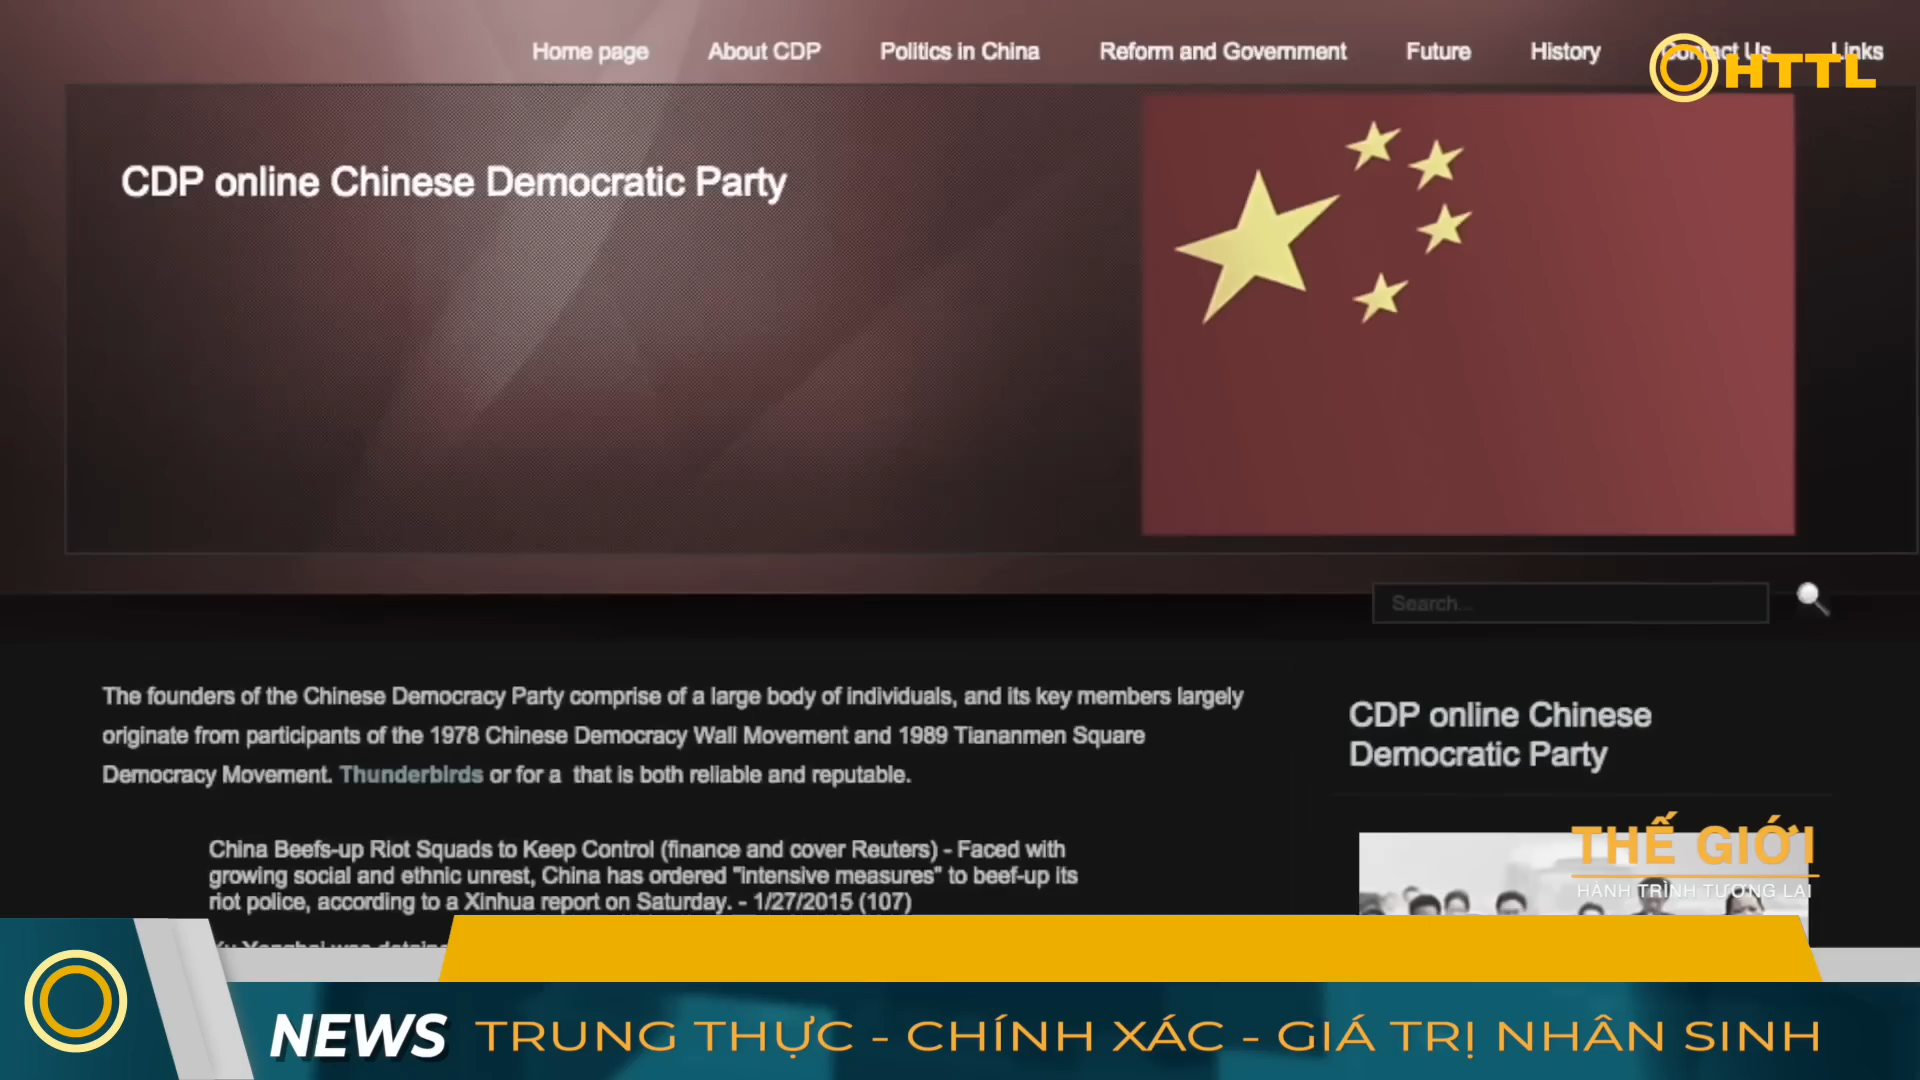 Home page About CDP Politics in China Reform and Government Future History Contact Us Links
HTTL
CDP online Chinese Democratic Party
Search...
The founders of the Chinese Democracy Party comprise of a large body of individuals, and its key members largely
originate from participants of the 1978 Chinese Democracy Wall Movement and 1989 Tiananmen Square
Democracy Movement. Thunderbirds or for a that is both reliable and reputable.
CDP online Chinese
Democratic Party
China Beefs-up Riot Squads to Keep Control (finance and cover Reuters) - Faced with
growing social and ethnic unrest, China has ordered "intensive measures" to beef-up its
riot police, according to a Xinhua report on Saturday. - 1/27/2015 (107)
THẾ GIỚI
HÀNH TRÌNH TƯƠNG LAI
NEWS TRUNG THỰC - CHÍNH XÁC - GIÁ TRỊ NHÂN SINH